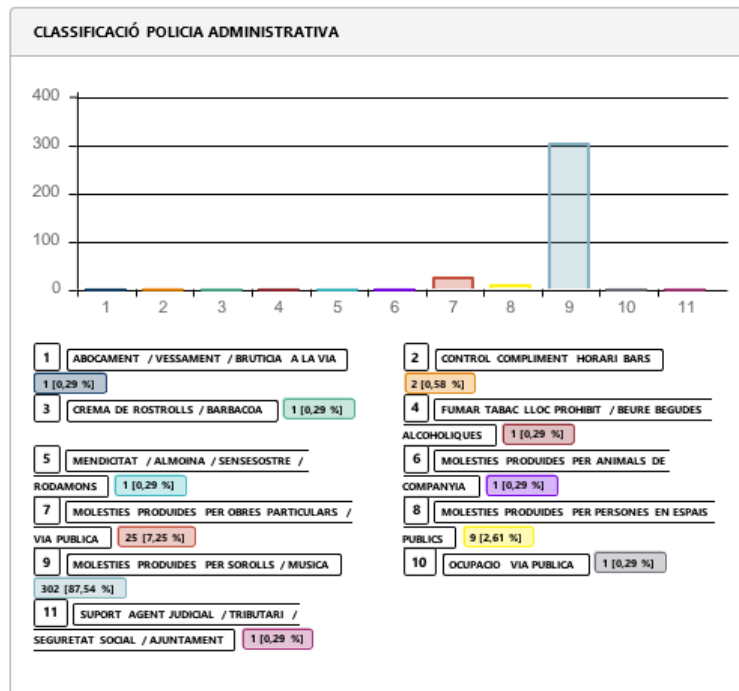 CLASSIFICACIÓ POLICIA ADMINISTRATIVA
400
300
200
100
0
1 2 3 4 5 6 7 8 9 10 11
1 ABOCAMENT / VESSAMENT / BRUTICIA A LA VIA
1 [0,29 %]
2 CONTROL COMPLIMENT HORARI BARS
2 [0,58 %]
3 CREMA DE ROSTROLLS / BARBACOA 1 [0,29 %]
4 FUMAR TABAC LLOC PROHIBIT / BEURE BEGUDES
ALCOHOLIQUES 1 [0,29 %]
5 MENDICITAT / ALMOINA / SENSESOSTRE /
RODAMONS 1 [0,29 %]
6 MOLESTIES PRODUIDES PER ANIMALS DE
COMPANYIA 1 [0,29 %]
7 MOLESTIES PRODUIDES PER OBRES PARTICULARS /
VIA PUBLICA 25 [7,25 %]
8 MOLESTIES PRODUIDES PER PERSONES EN ESPAIS
PUBLICS 9 [2,61 %]
9 MOLESTIES PRODUIDES PER SOROLLS / MUSICA
302 [87,54 %]
10 OCUPACIO VIA PUBLICA 1 [0,29 %]
11 SUPORT AGENT JUDICIAL / TRIBUTARI /
SEGURETAT SOCIAL / AJUNTAMENT 1 [0,29 %]